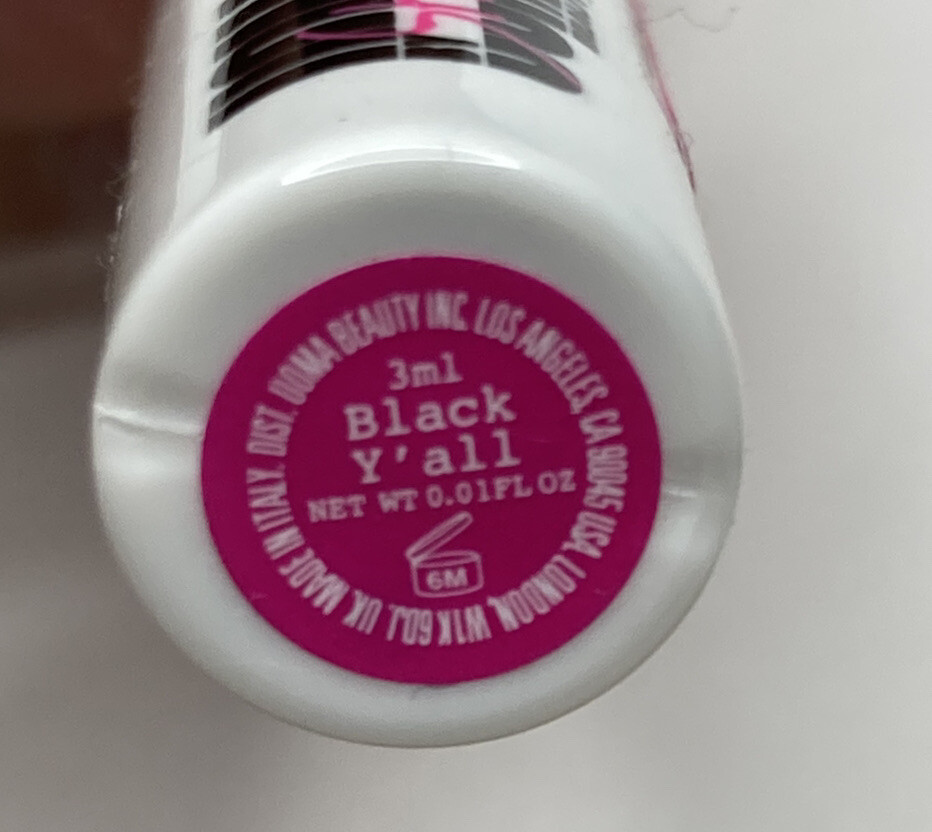 3ml
Black
Y'all
NET WT 0.01FL OZ
6M
DIST. DOMA BEAUTY INC LOS ANGELES, CA 90045 USA. LONDON, W1K 6DJ UK. MADE IN ITALY.